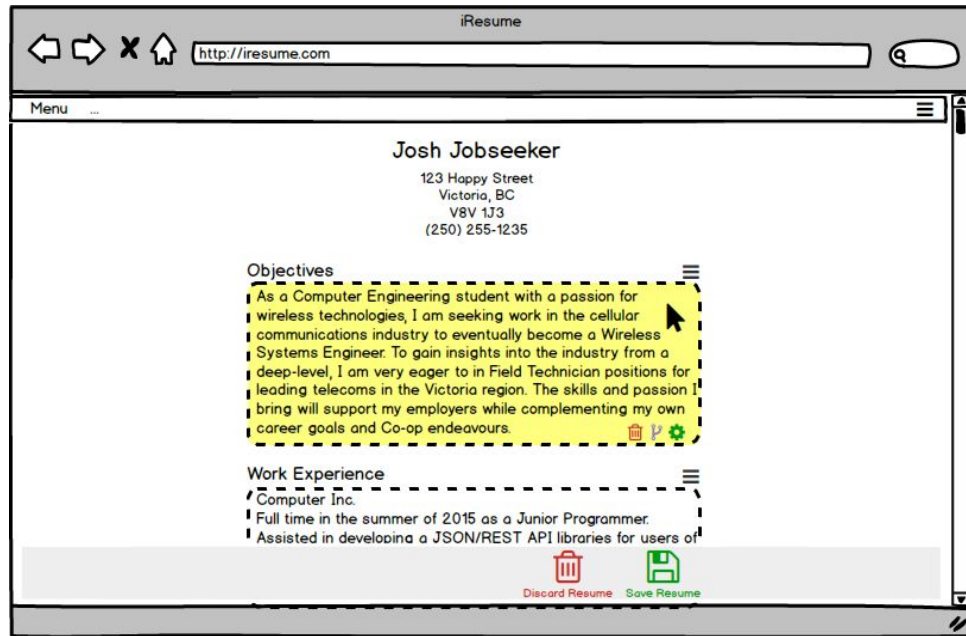 iResume
http://iresume.com
Menu ...
Josh Jobseeker
123 Happy Street
Victoria, BC
V8V 1J3
(250) 255-1235
Objectives
As a Computer Engineering student with a passion for
wireless technologies, I am seeking work in the cellular
communications industry to eventually become a Wireless
Systems Engineer. To gain insights into the industry from a
deep-level, I am very eager to in Field Technician positions for
leading telecoms in the Victoria region. The skills and passion I
bring will support my employers while complementing my own
career goals and Co-op endeavours.
Work Experience
Computer Inc.
Full time in the summer of 2015 as a Junior Programmer.
Assisted in developing a JSON/REST API libraries for users of
Discard Resume Save Resume